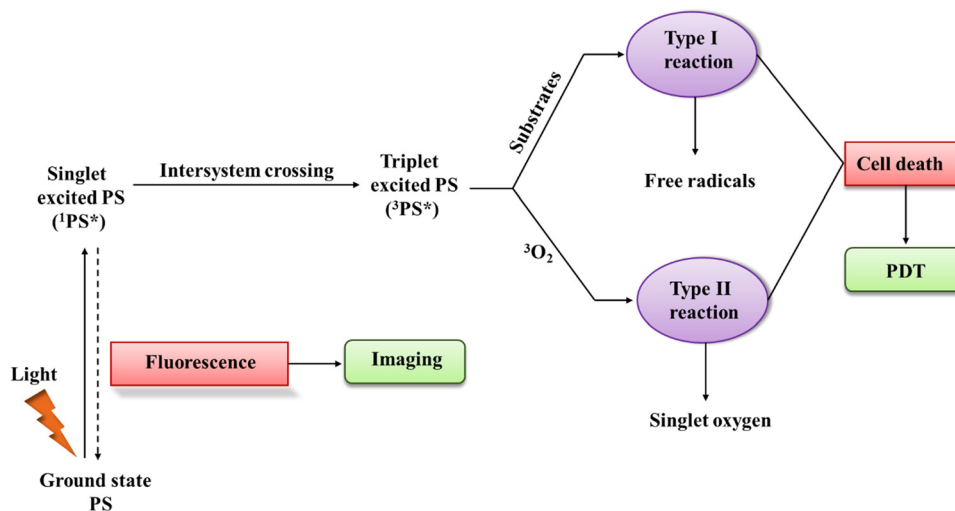 Type I
reaction
Substrates
Free radicals
Cell death
PDT
Singlet
excited PS
(¹PS*)
Intersystem crossing
Triplet
excited PS
(³PS*)
³O₂
Type II
reaction
Singlet oxygen
Fluorescence
Imaging
Light
Ground state
PS